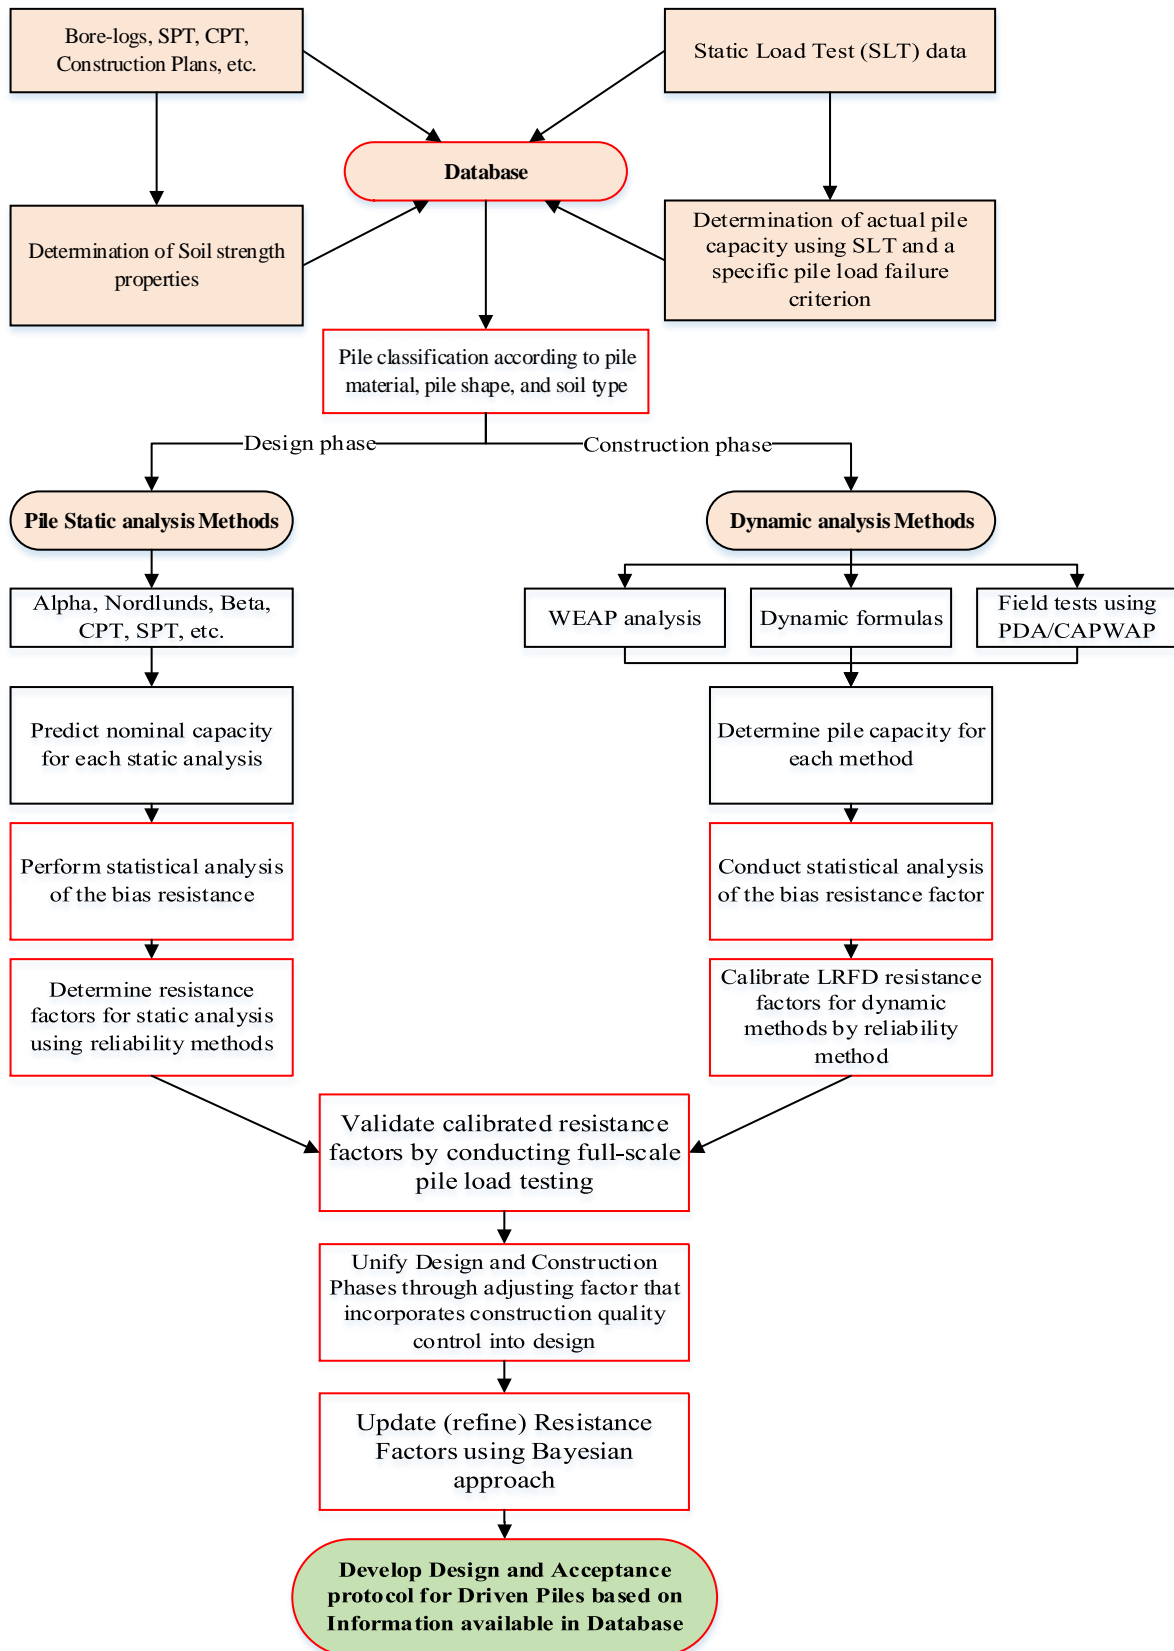 Bore-logs, SPT, CPT,
Construction Plans, etc.
Static Load Test (SLT) data
Database
Determination of Soil strength
properties
Determination of actual pile
capacity using SLT and a
specific pile load failure
criterion
Pile classification according to pile
material, pile shape, and soil type
Design phase
Construction phase
Pile Static analysis Methods
Dynamic analysis Methods
Alpha, Nordlunds, Beta,
CPT, SPT, etc.
WEAP analysis
Dynamic formulas
Field tests using
PDA/CAPWAP
Predict nominal capacity
for each static analysis
Determine pile capacity for
each method
Perform statistical analysis
of the bias resistance
Conduct statistical analysis
of the bias resistance factor
Determine resistance
factors for static analysis
using reliability methods
Calibrate LRFD resistance
factors for dynamic
methods by reliability
method
Validate calibrated resistance
factors by conducting full-scale
pile load testing
Unify Design and Construction
Phases through adjusting factor that
incorporates construction quality
control into design
Update (refine) Resistance
Factors using Bayesian
approach
Develop Design and Acceptance
protocol for Driven Piles based on
Information available in Database